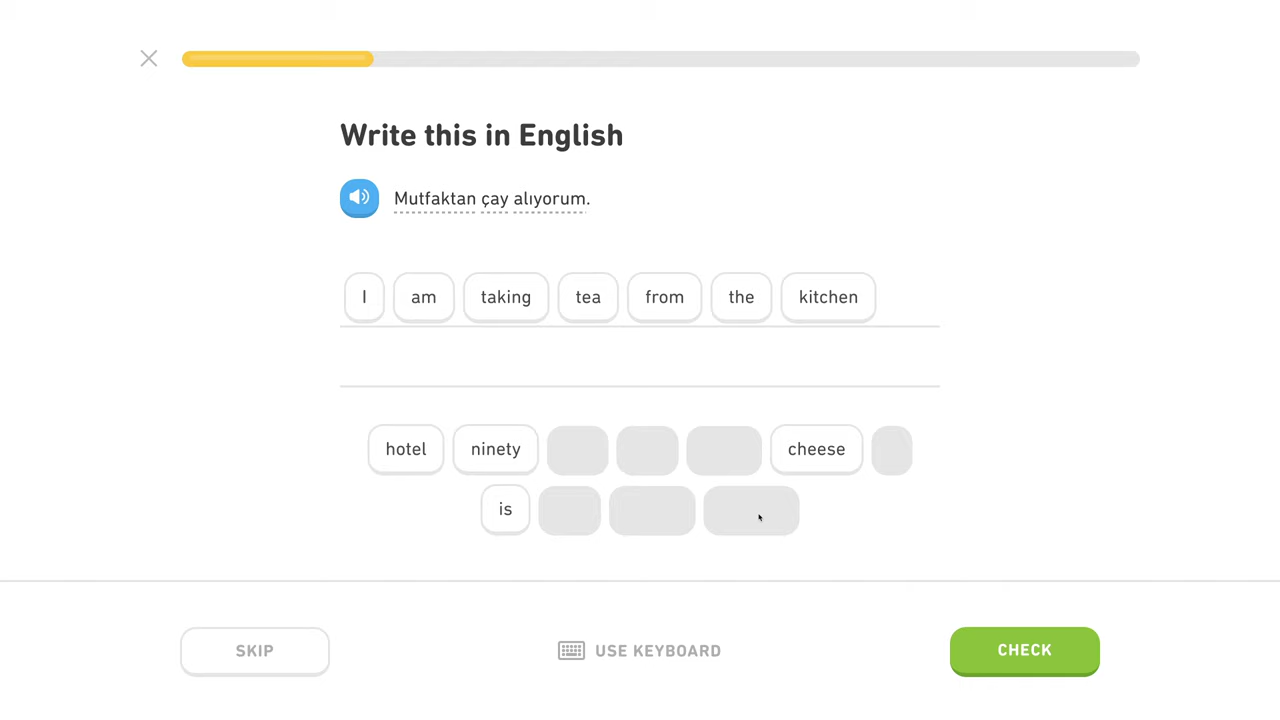 Write this in English
Mutfaktan çay alıyorum.
I am taking tea from the kitchen
hotel ninety cheese
is
SKIP USE KEYBOARD CHECK